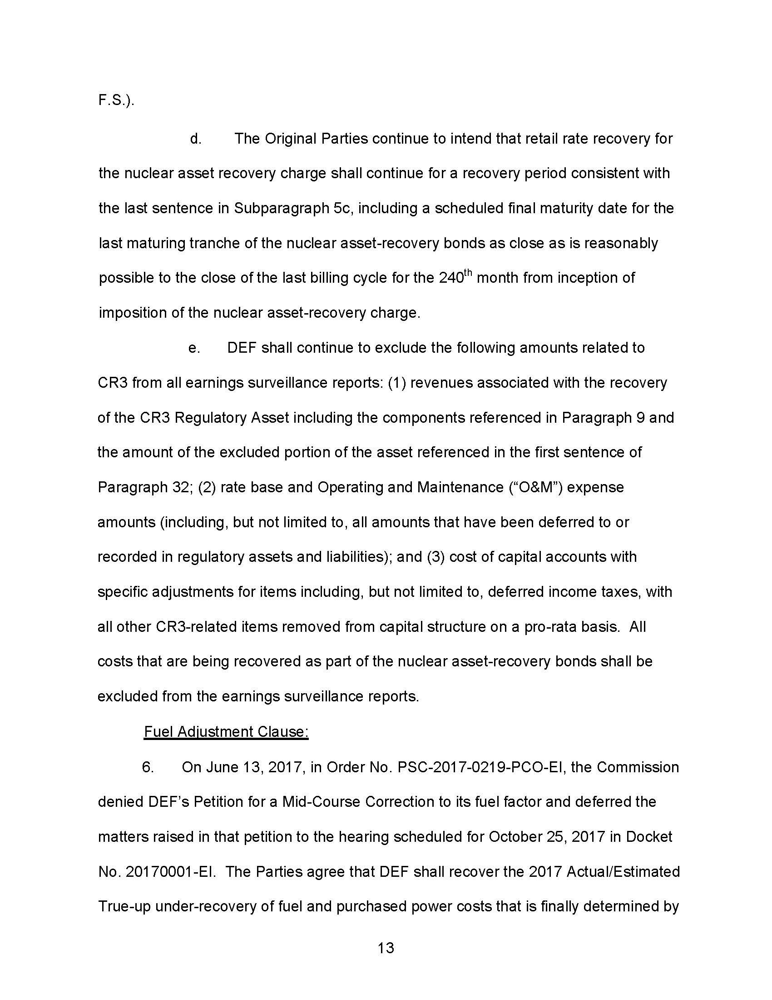 F.S.).
d. The Original Parties continue to intend that retail rate recovery for
the nuclear asset recovery charge shall continue for a recovery period consistent with
the last sentence in Subparagraph 5c, including a scheduled final maturity date for the
last maturing tranche of the nuclear asset-recovery bonds as close as is reasonably
possible to the close of the last billing cycle for the 240th month from inception of
imposition of the nuclear asset-recovery charge.
e. DEF shall continue to exclude the following amounts related to
CR3 from all earnings surveillance reports: (1) revenues associated with the recovery
of the CR3 Regulatory Asset including the components referenced in Paragraph 9 and
the amount of the excluded portion of the asset referenced in the first sentence of
Paragraph 32; (2) rate base and Operating and Maintenance (“O&M”) expense
amounts (including, but not limited to, all amounts that have been deferred to or
recorded in regulatory assets and liabilities); and (3) cost of capital accounts with
specific adjustments for items including, but not limited to, deferred income taxes, with
all other CR3-related items removed from capital structure on a pro-rata basis. All
costs that are being recovered as part of the nuclear asset-recovery bonds shall be
excluded from the earnings surveillance reports.
Fuel Adjustment Clause:
6. On June 13, 2017, in Order No. PSC-2017-0219-PCO-EI, the Commission
denied DEF’s Petition for a Mid-Course Correction to its fuel factor and deferred the
matters raised in that petition to the hearing scheduled for October 25, 2017 in Docket
No. 20170001-EI. The Parties agree that DEF shall recover the 2017 Actual/Estimated
True-up under-recovery of fuel and purchased power costs that is finally determined by
13